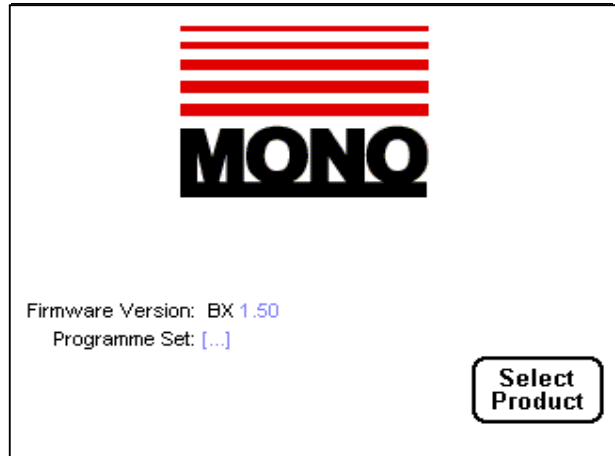 MONO
Firmware Version: BX 1.50
Programme Set: [...]
Select
Product